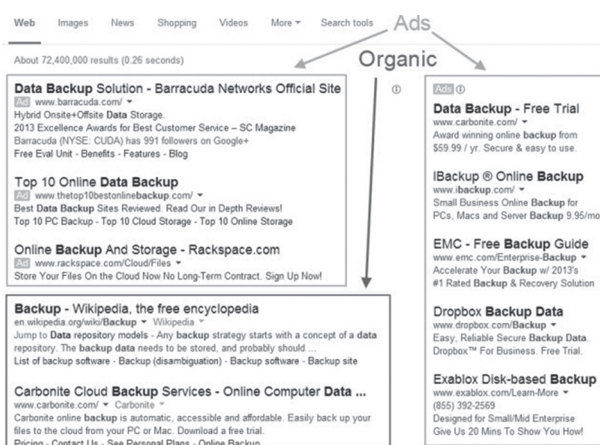 Web Images News Shopping Videos More Search tools
Ads
About 72,400,000 results (0.26 seconds)
Organic
Data Backup Solution - Barracuda Networks Official Site
Ad www.barracuda.com/
Hybrid Onsite+Offsite Data Storage.
2013 Excellence Awards for Best Customer Service – SC Magazine
Barracuda (NYSE: CUDA) has 991 followers on Google+
Free Eval Unit - Benefits - Features - Blog
Top 10 Online Data Backup
Ad www.thetop10bestonlinebackup.com/
Best Data Backup Sites Reviewed. Read Our in Depth Reviews!
Top 10 PC Backup - Top 10 Cloud Storage - Top 10 Online Storage
Online Backup And Storage - Rackspace.com
Ad www.rackspace.com/Cloud/Files
Store Your Files On the Cloud Now No Long-Term Contract. Sign Up Now!
Backup - Wikipedia, the free encyclopedia
en.wikipedia.org/wiki/Backup Wikipedia
Jump to Data repository models - Any backup strategy starts with a concept of a data
repository. The backup data needs to be stored, and probably should ...
List of backup software - Backup (disambiguation) - Backup software - Backup site
Carbonite Cloud Backup Services - Online Computer Data ...
www.carbonite.com/ Carbonite
Carbonite online backup is automatic, accessible and affordable. Easily back up your
files to the cloud from your PC or Mac. Download a free trial.
Pricing - Contact Us - See Personal Plans - Online Backup
Ads
Data Backup - Free Trial
www.carbonite.com/
Award winning online backup from
$59.99 / yr. Secure & easy to use.
IBackup ® Online Backup
www.ibackup.com/
Small Business Online Backup for
PCs, Macs and Server Backup 9.95/mo
EMC - Free Backup Guide
www.emc.com/Enterprise-Backup
Accelerate Your Backup w/ 2013's
#1 Rated Backup & Recovery Solution
Dropbox Backup Data
www.dropbox.com/Backup
Easy, Reliable Secure Backup Data.
Dropbox™ For Business. Free Trial.
Exablox Disk-based Backup
www.exablox.com/Learn-More
(855) 392-2569
Designed for Small/Mid Enterprise
Give Us 20 Mins To Show You How!